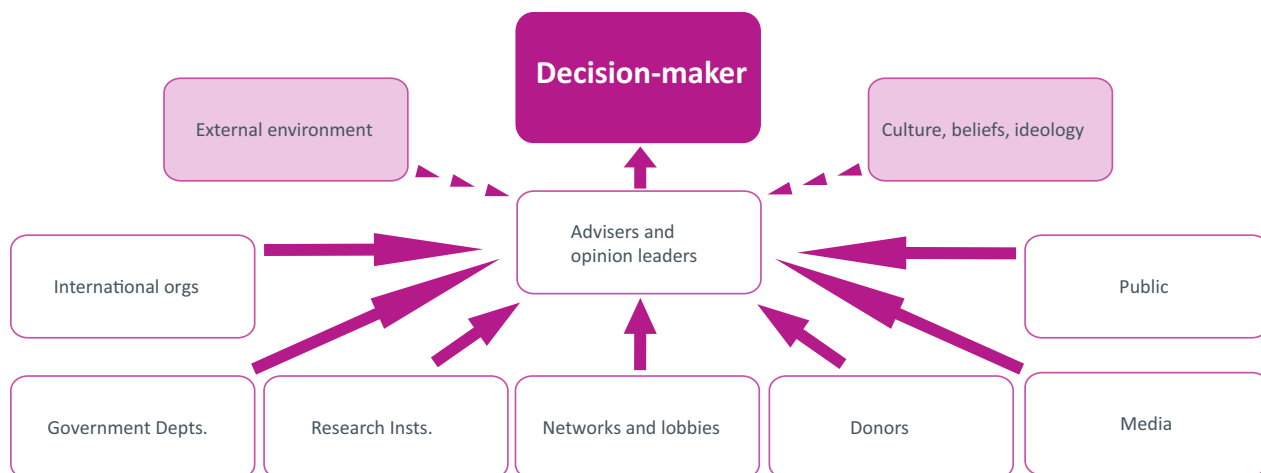 Decision-maker
External environment
Culture, beliefs, ideology
Advisers and
opinion leaders
International orgs
Public
Government Depts.
Research Insts.
Networks and lobbies
Donors
Media